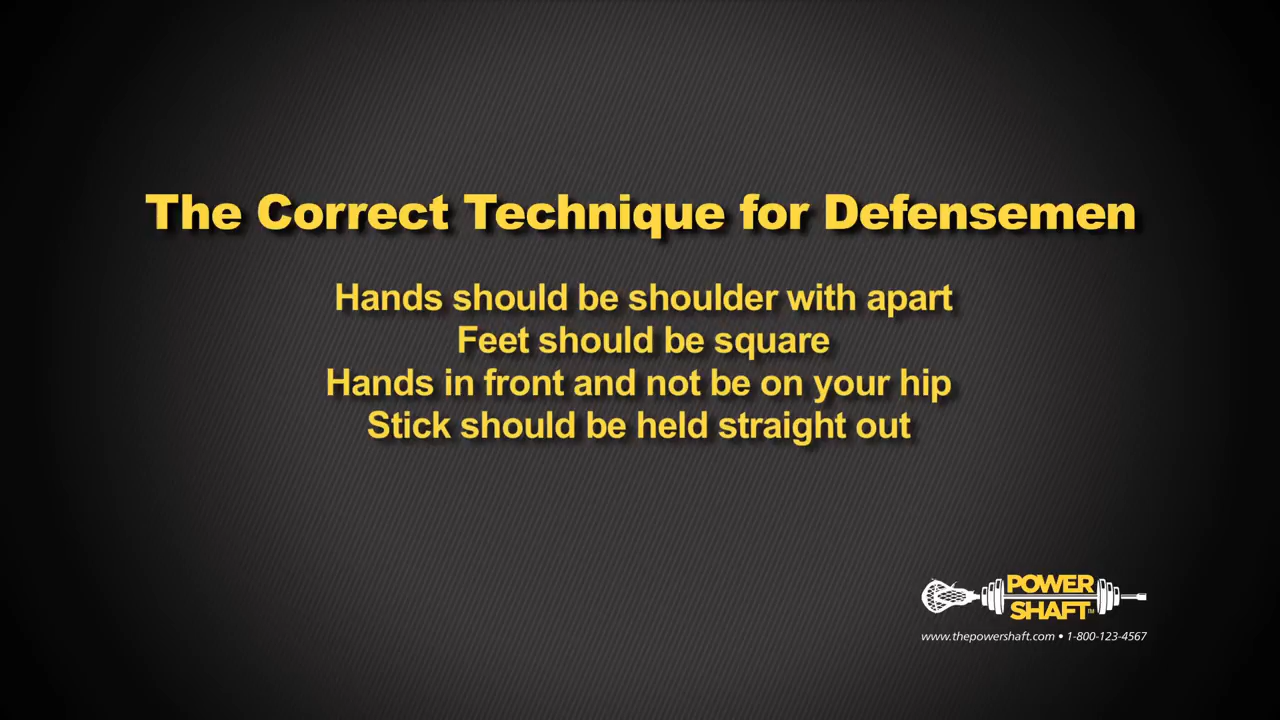 The Correct Technique for Defensemen
Hands should be shoulder with apart
Feet should be square
Hands in front and not be on your hip
Stick should be held straight out
POWER
SHAFT™
www.thepowershaft.com • 1-800-123-4567